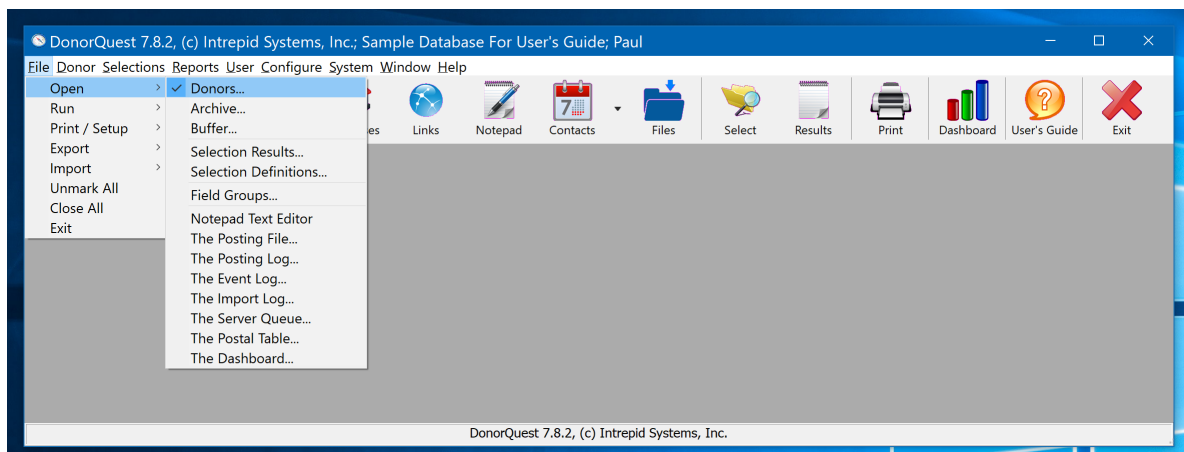 DonorQuest 7.8.2, (c) Intrepid Systems, Inc.; Sample Database For User's Guide; Paul
File Donor Selections Reports User Configure System Window Help
Open
Run
Print / Setup
Export
Import
Unmark All
Close All
Exit
Donors...
Archive...
Buffer...
Selection Results...
Selection Definitions...
Field Groups...
Notepad Text Editor
The Posting File...
The Posting Log...
The Event Log...
The Import Log...
The Server Queue...
The Postal Table...
The Dashboard...
7
es Links Notepad Contacts Files Select Results Print Dashboard User's Guide Exit
DonorQuest 7.8.2, (c) Intrepid Systems, Inc.